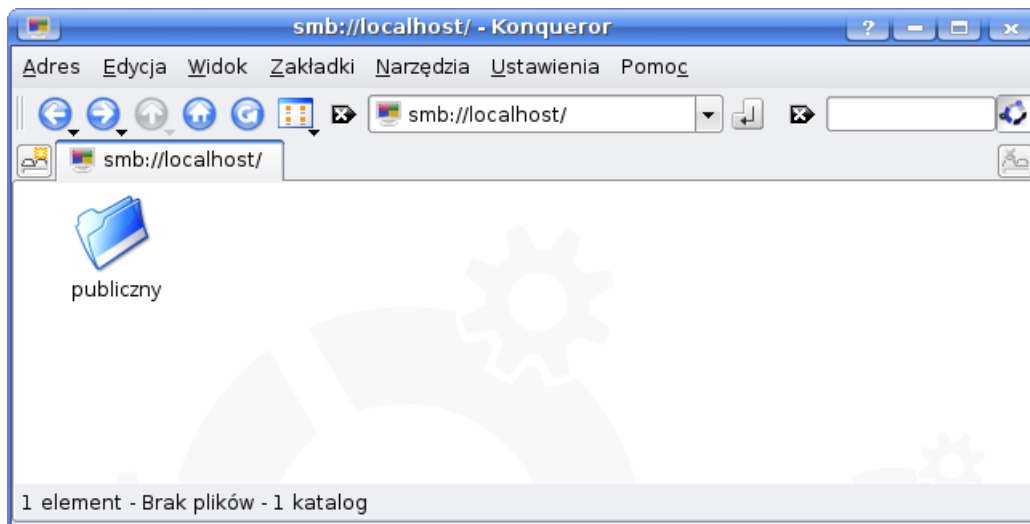 smb://localhost/ - Konqueror
Adres Edycja Widok Zakładki Narzędzia Ustawienia Pomoc
smb://localhost/
smb://localhost/
publiczny
1 element - Brak plików - 1 katalog